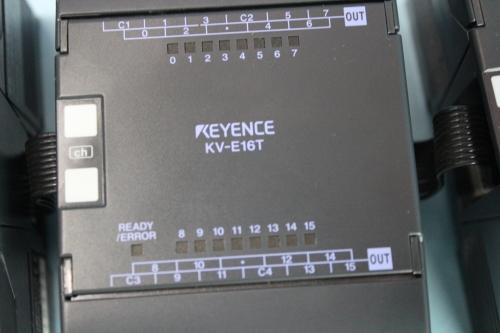 C1 1 3 C2 5 7 OUT
0 2 • 4 6
0 1 2 3 4 5 6 7
KEYENCE
KV-E16T
ch
READY
/ERROR
8 9 10 11 12 13 14 15
8 10 • 12 14 OUT
C3 9 11 C4 13 15